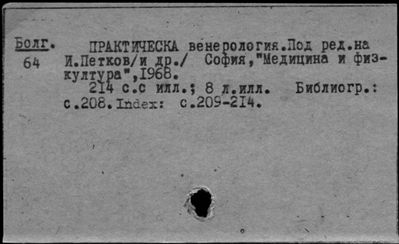 Болг. ПРАКТИЧЕСКА венерология.Под ред.на
64 И.Петков/и др./ София,"Медицина и физ-
култура",1968.
214 с.с илл.; 8 л.илл. Библиогр.:
с.208.Index: с.209-214.